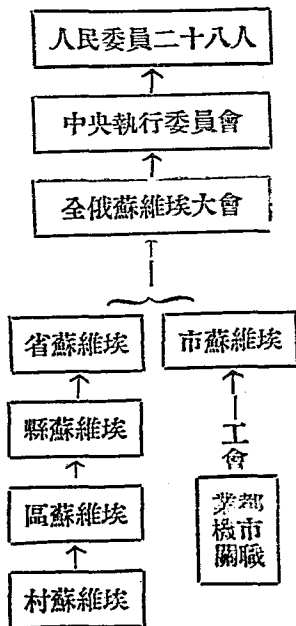 人民委員二十八人
中央執行委員會
全俄蘇維埃大會
省蘇維埃
市蘇維埃
縣蘇維埃
工會
區蘇維埃
都市職
業機關
村蘇維埃